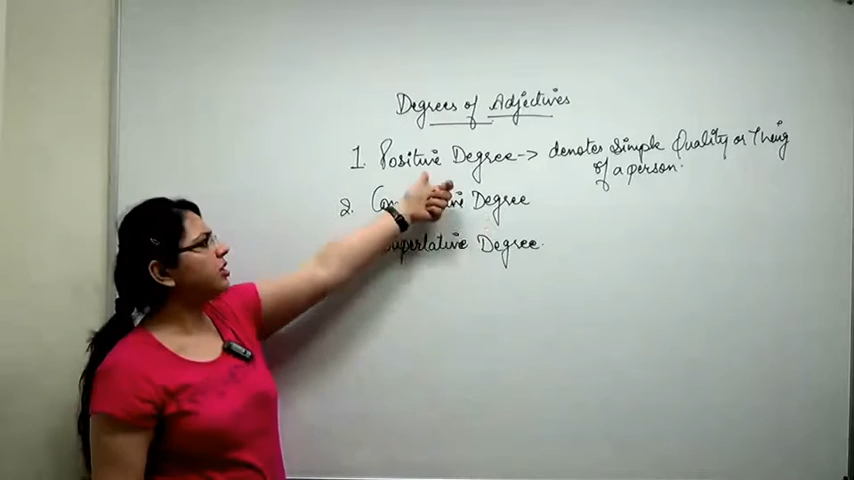 Degrees of Adjectives
1. Positive Degree → denotes Simple Quality or Thing
of a person.
2. Degree
Superlative Degree.